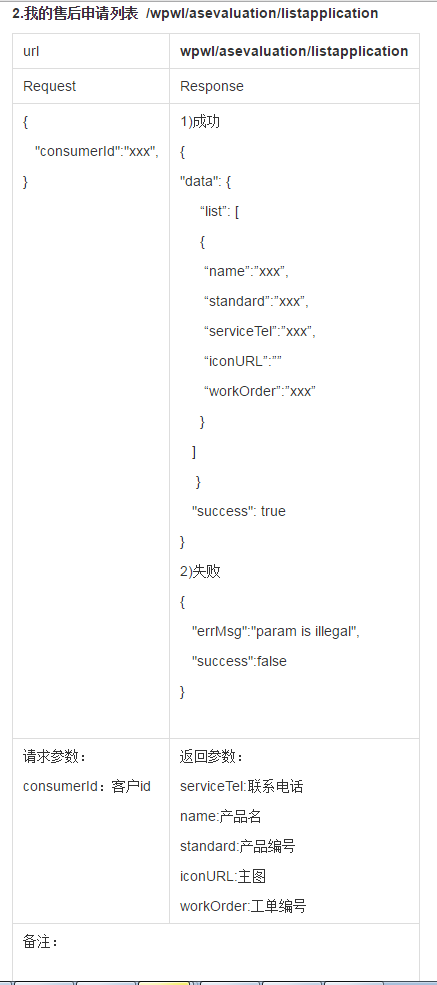 2.我的售后申请列表  /wpwl/asevaluation/listapplication
url
wpwl/asevaluation/listapplication
Request
Response
{
"consumerId":"xxx",
}
1)成功
{
"data": {
“list”: [
{
“name”:”xxx”,
“standard”:”xxx”,
“serviceTel”:”xxx”,
“iconURL”:””
“workOrder”:”xxx”
}
]
}
"success": true
}
2)失败
{
"errMsg":"param is illegal",
"success":false
}
请求参数：
consumerId：客户id
返回参数：
serviceTel:联系电话
name:产品名
standard:产品编号
iconURL:主图
workOrder:工单编号
备注：